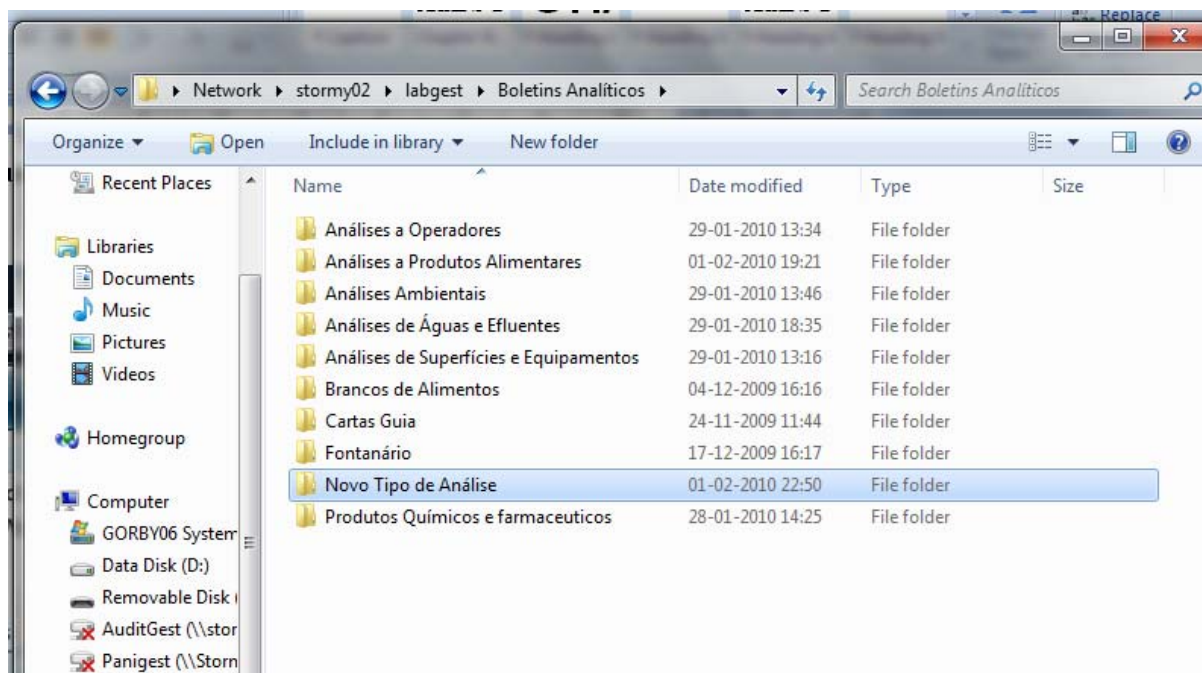 Replace
Network stormy02 labgest Boletins Analíticos
Search Boletins Analíticos
Organize Open Include in library New folder
Recent Places
Libraries
Documents
Music
Pictures
Videos
Homegroup
Computer
GORBY06 System
Data Disk (D:)
Removable Disk (
AuditGest (\\stor
Panigest (\\Storn
Name Date modified Type Size
Análises a Operadores 29-01-2010 13:34 File folder
Análises a Produtos Alimentares 01-02-2010 19:21 File folder
Análises Ambientais 29-01-2010 13:46 File folder
Análises de Águas e Efluentes 29-01-2010 18:35 File folder
Análises de Superfícies e Equipamentos 29-01-2010 13:16 File folder
Brancos de Alimentos 04-12-2009 16:16 File folder
Cartas Guia 24-11-2009 11:44 File folder
Fontanário 17-12-2009 16:17 File folder
Novo Tipo de Análise 01-02-2010 22:50 File folder
Produtos Químicos e farmaceuticos 28-01-2010 14:25 File folder